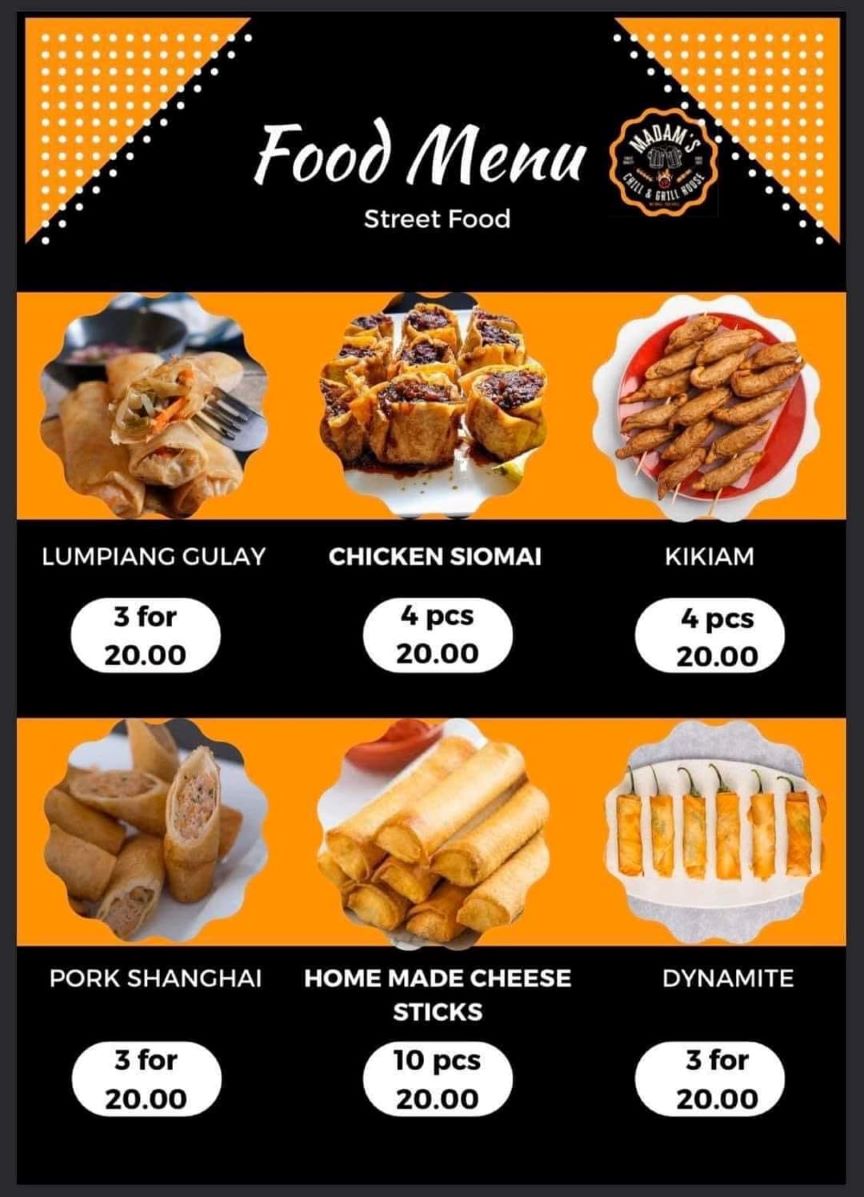 Food Menu
Street Food
MADAM'S
CHILL & GRILL HOUSE
LUMPIANG GULAY
CHICKEN SIOMAI
KIKIAM
3 for
20.00
4 pcs
20.00
4 pcs
20.00
PORK SHANGHAI
HOME MADE CHEESE
STICKS
DYNAMITE
3 for
20.00
10 pcs
20.00
3 for
20.00